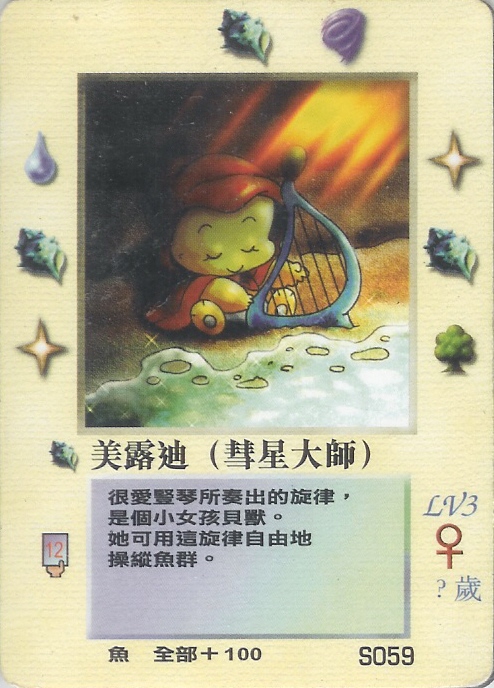 美露迪（彗星大師）
很愛豎琴所奏出的旋律，
是個小女孩貝獸。
她可用這旋律自由地
操縱魚群。
LV3
12
? 歲
魚 全部＋100
S059